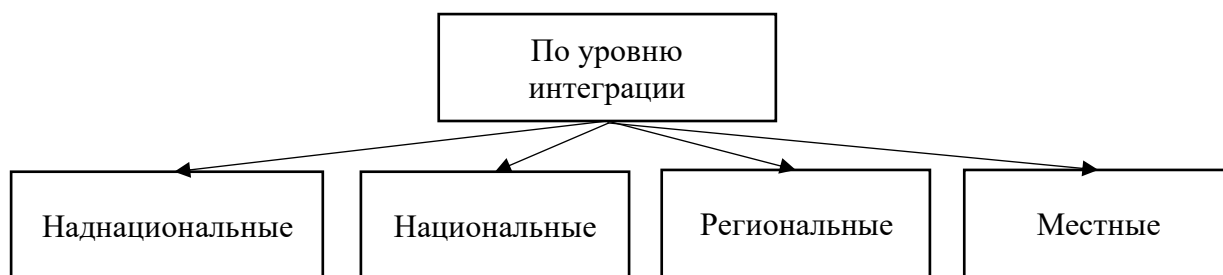 По уровню
интеграции
Наднациональные
Национальные
Региональные
Местные